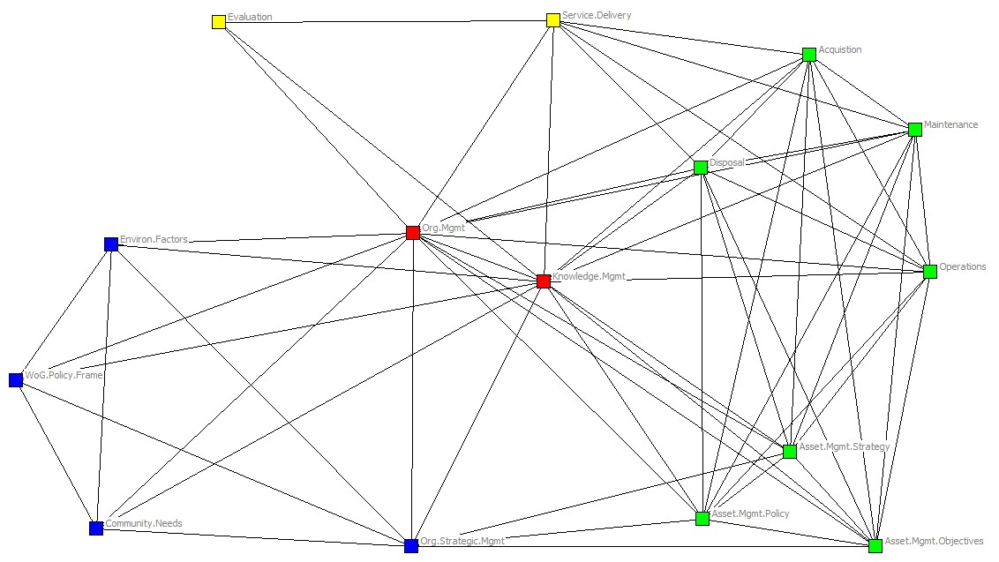 Evaluation
Service.Delivery
Acquistion
Maintenance
Disposal
Org.Mgmt
Environ.Factors
Operations
Knowledge.Mgmt
WoG.Policy.Frame
Asset.Mgmt.Strategy
Asset.Mgmt.Policy
Community.Needs
Org.Strategic.Mgmt
Asset.Mgmt.Objectives